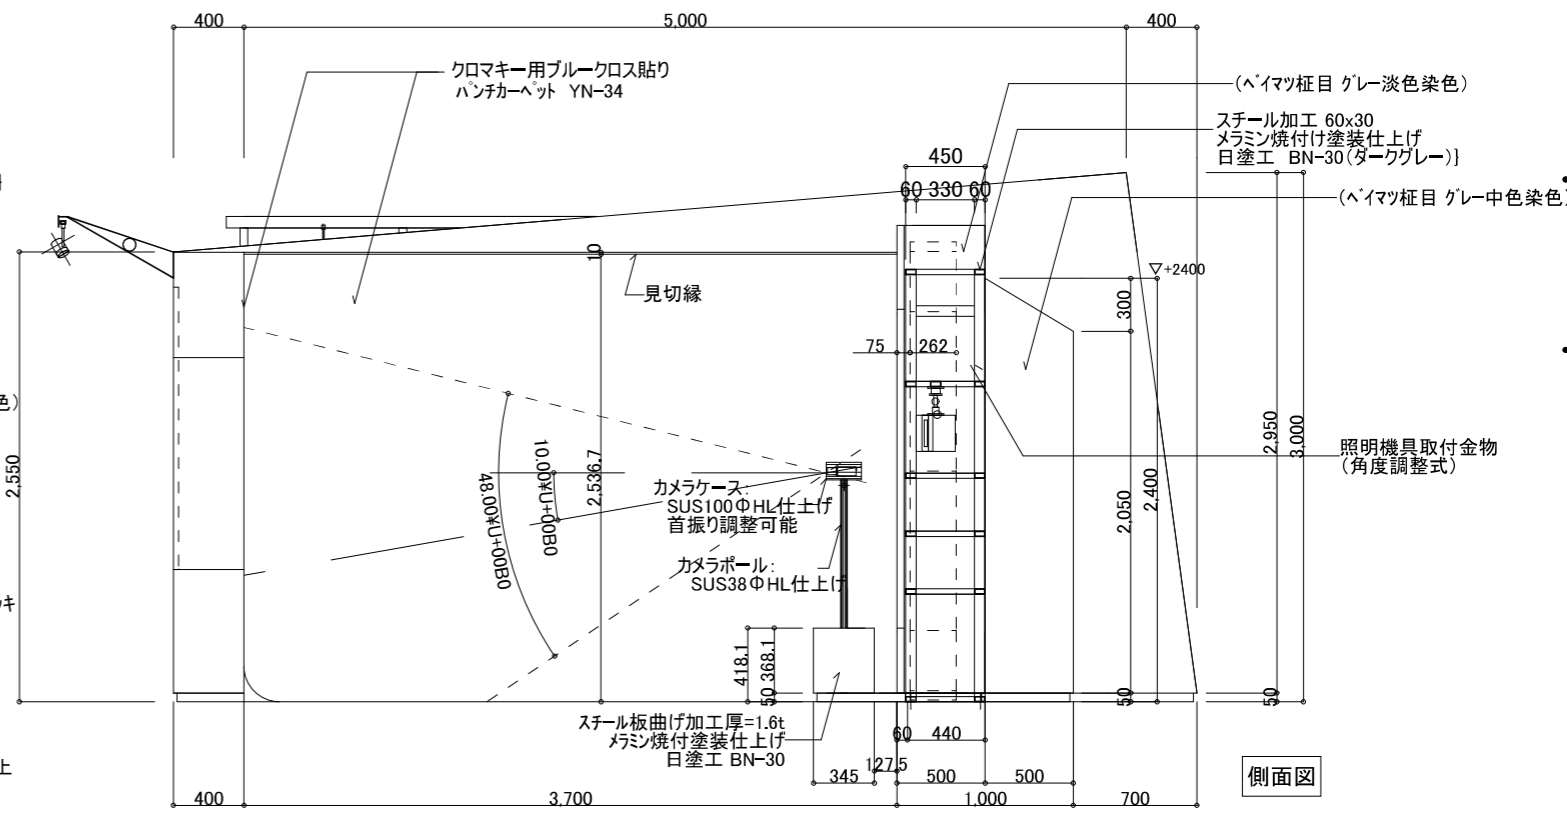 400
5,000
400
クロマキー用ブルークロス貼り
パンチカーペット YN-34
(ベイマツ柾目 グレー淡色染色)
スチール加工 60x30
メラミン焼付け塗装仕上げ
日塗工 BN-30(ダークグレー)}
(ベイマツ柾目 グレー中色染色)
450
60 330 60
10
見切縁
▽+2400
300
75
262
色)
2,550
10.00¥U+00B0
48.00¥U+00B0
2,536.7
カメラケース:
SUS100ΦHL仕上げ
首振り調整可能
カメラポール:
SUS38ΦHL仕上げ
照明機具取付金物
(角度調整式)
2,050
2,400
2,950
3,000
キ
418.1
50 368.1
50
50
スチール板曲げ加工厚=1.6t
メラミン焼付塗装仕上げ
日塗工 BN-30
上
60
440
345
127.5
500
500
側面図
400
3,700
1,000
700